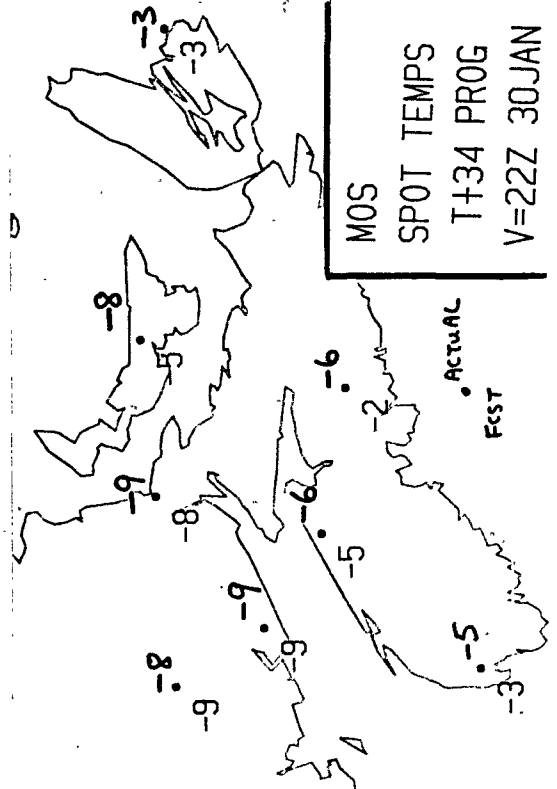 -3
-3
-8
-5
-9
-8
-6
-2
-6
-5
-9
-9
-8
-9
-5
-3
ACTUAL
FCST
MOS
SPOT TEMPS
T+34 PROG
V=22Z 30JAN